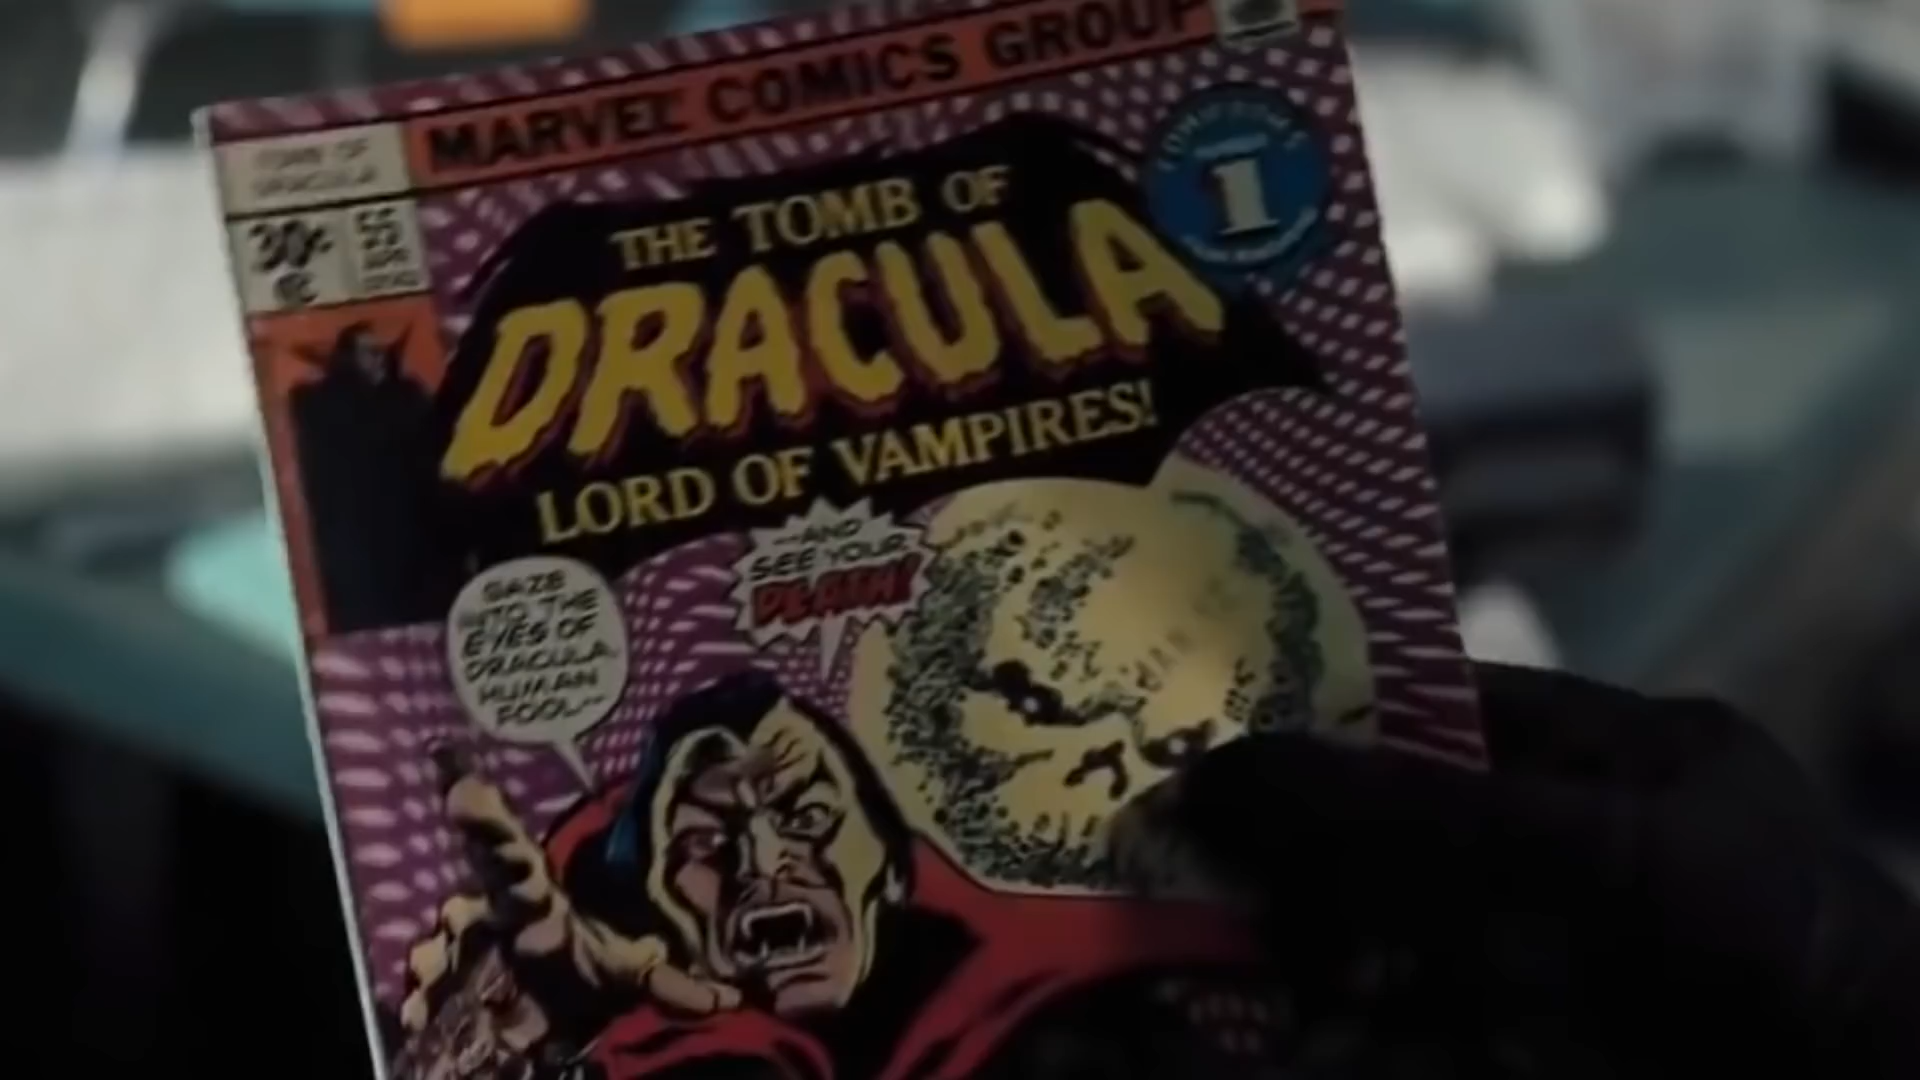 MARVEL COMICS GROUP
TOMB OF
DRACULA
30¢
55
1
THE TOMB OF
DRACULA
LORD OF VAMPIRES!
GAZE
INTO THE
EYES OF
DRACULA,
HUMAN
FOOL--
--AND
SEE YOUR
DEATH!